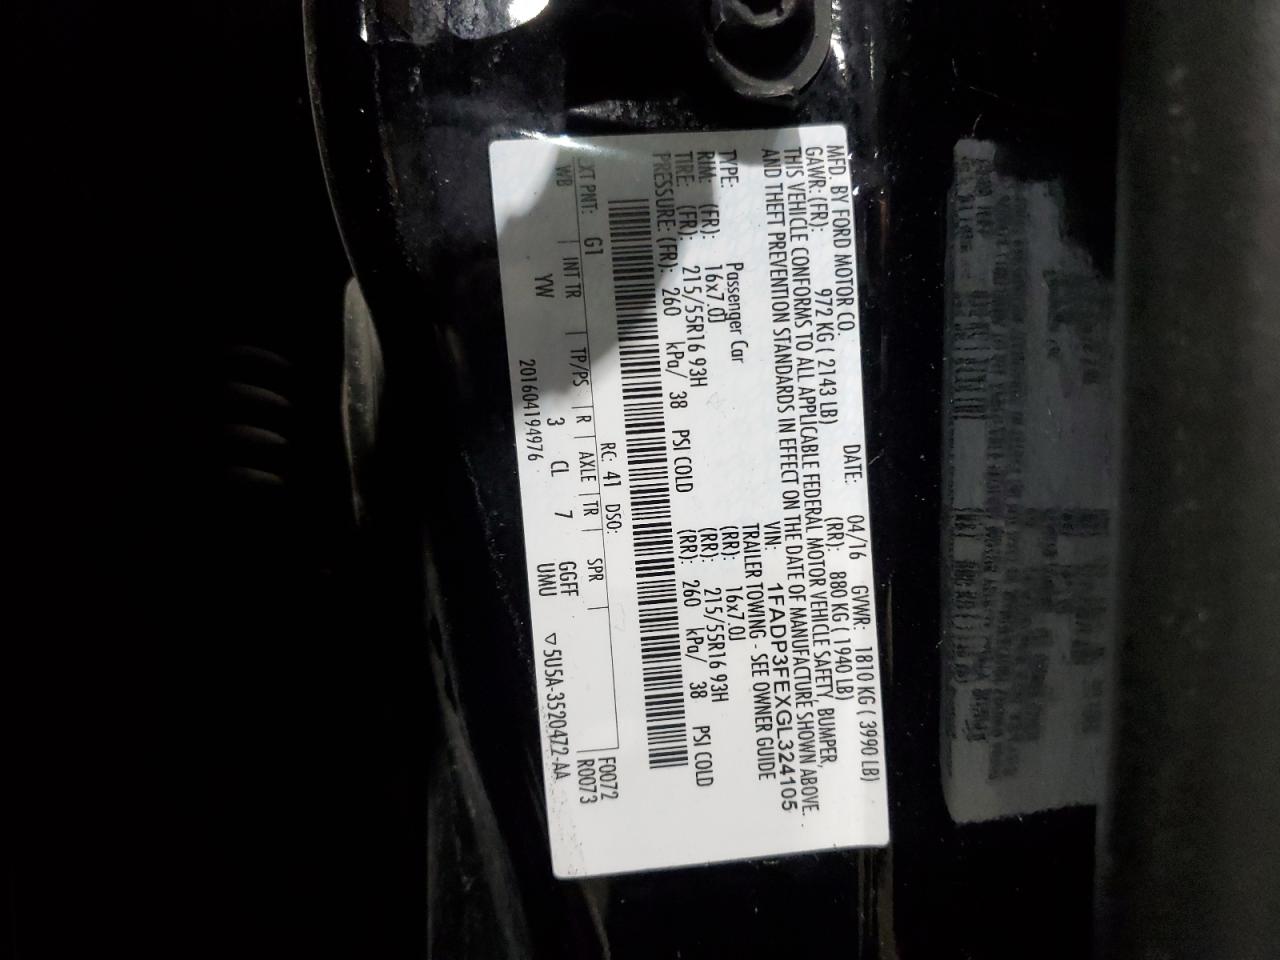 MFD. BY FORD MOTOR CO. DATE: 04/16 GVWR: 1810 KG ( 3990 LB)
GAWR: (FR): 972 KG ( 2143 LB) (RR): 880 KG ( 1940 LB)
THIS VEHICLE CONFORMS TO ALL APPLICABLE FEDERAL MOTOR VEHICLE SAFETY, BUMPER,
AND THEFT PREVENTION STANDARDS IN EFFECT ON THE DATE OF MANUFACTURE SHOWN ABOVE.
VIN: 1FADP3FEXGL324105
TYPE: Passenger Car TRAILER TOWING - SEE OWNER GUIDE
RIM: (FR): 16x7.0J (RR): 16x7.0J
TIRE: (FR): 215/55R16 93H (RR): 215/55R16 93H
PRESSURE: (FR): 260 kPa/ 38 PSI COLD (RR): 260 kPa/ 38 PSI COLD
RC: 41 DSO: F0072
EXT PNT: G1 R0073
WB | INT TR | TP/PS | R | AXLE | TR | SPR
YW 3 CL 7 GGFF
UMU
201604194976 ▽5U5A-3520472-AA